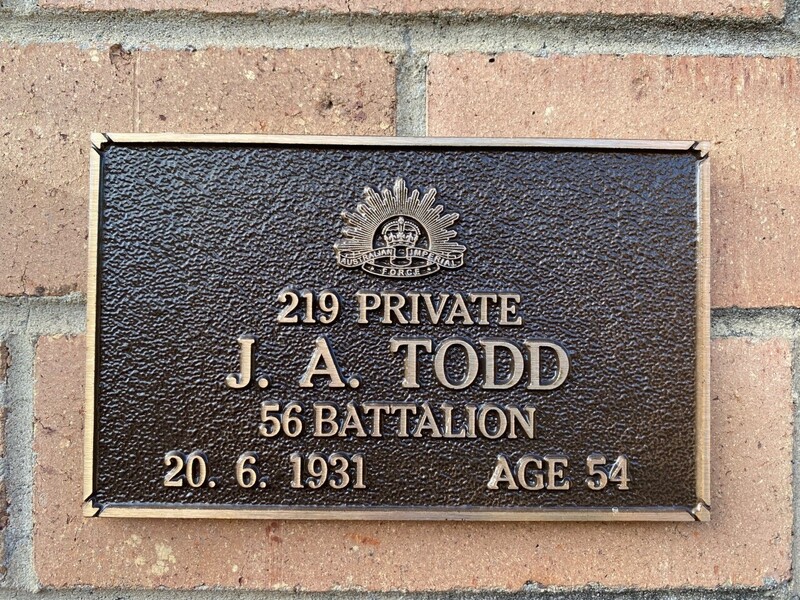 AUSTRALIAN IMPERIAL
FORCE
219 PRIVATE
J. A. TODD
56 BATTALION
20. 6. 1931 AGE 54